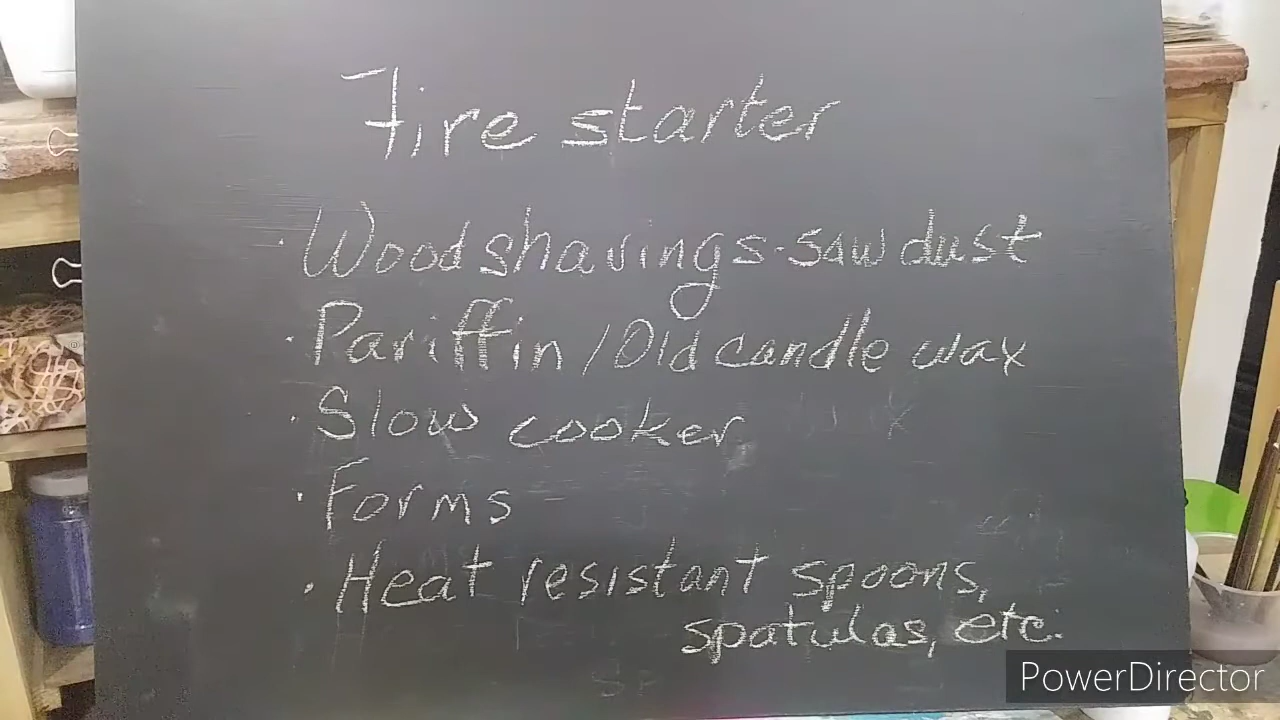 Fire starter
· Wood shavings - saw dust
· Pariffin / Old candle wax
· Slow cooker
· Forms
· Heat resistant spoons,
spatulas, etc.
PowerDirector